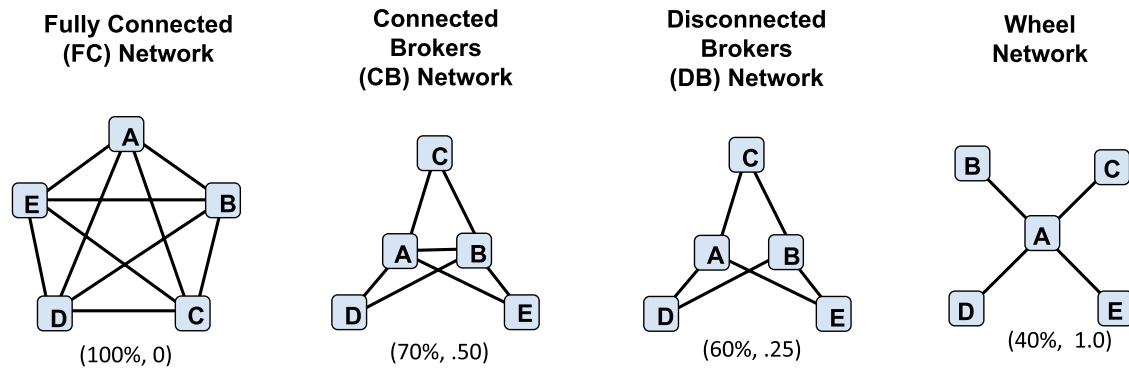 Fully Connected
(FC) Network
A
E
B
D
C
(100%, 0)
Connected
Brokers
(CB) Network
C
A
B
D
E
(70%, .50)
Disconnected
Brokers
(DB) Network
C
A
B
D
E
(60%, .25)
Wheel
Network
B
C
A
D
E
(40%, 1.0)